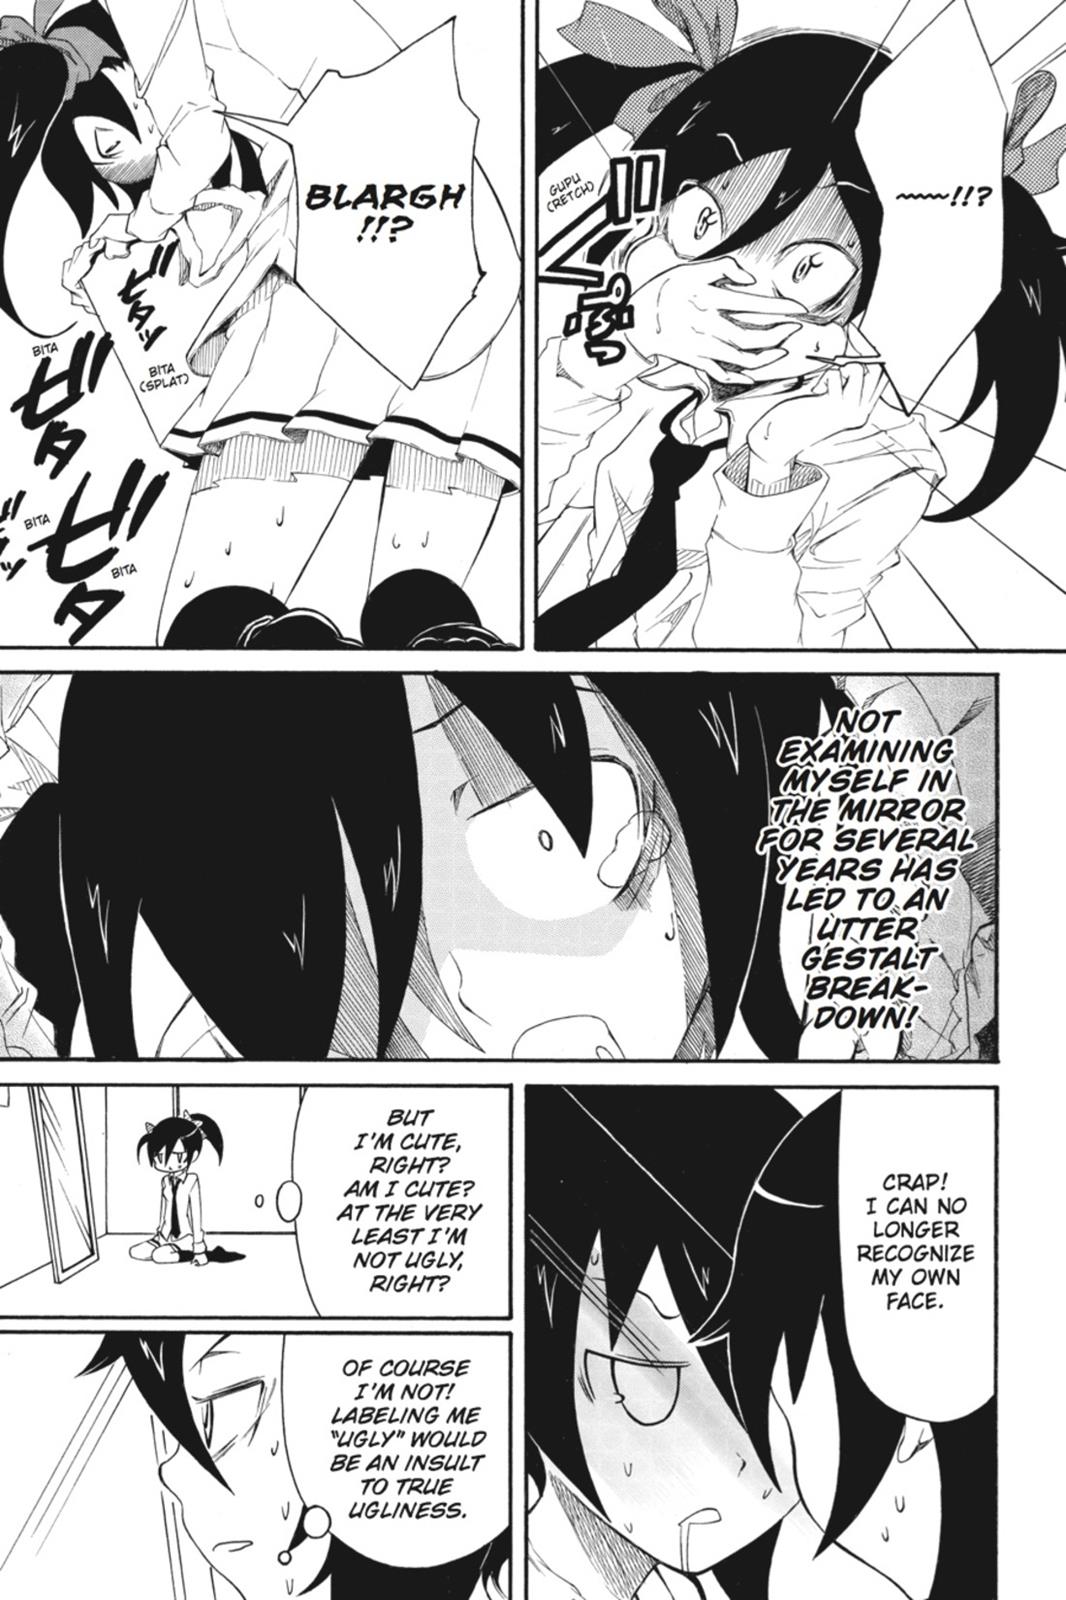 ~~~~!!?
GUPU
(RETCH)
グぷっ
BLARGH
!!?
ビタッ
BITA
(SPLAT)
BITA
ビタ
BITA
ビタ
BITA
NOT
EXAMINING
MYSELF IN
THE MIRROR
FOR SEVERAL
YEARS HAS
LED TO AN
UTTER
GESTALT
BREAK-
DOWN!
CRAP!
I CAN NO
LONGER
RECOGNIZE
MY OWN
FACE.
BUT
I'M CUTE,
RIGHT?
AM I CUTE?
AT THE VERY
LEAST I'M
NOT UGLY,
RIGHT?
OF COURSE
I'M NOT!
LABELING ME
"UGLY" WOULD
BE AN INSULT
TO TRUE
UGLINESS.